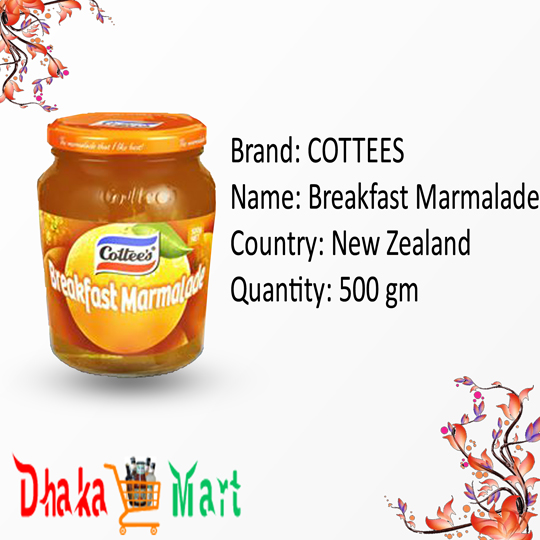 The marmalade that I like best!
Cottee's
Cottee's
Breakfast Marmalade
Brand: COTTEES
Name: Breakfast Marmalade
Country: New Zealand
Quantity: 500 gm
Dhaka Mart